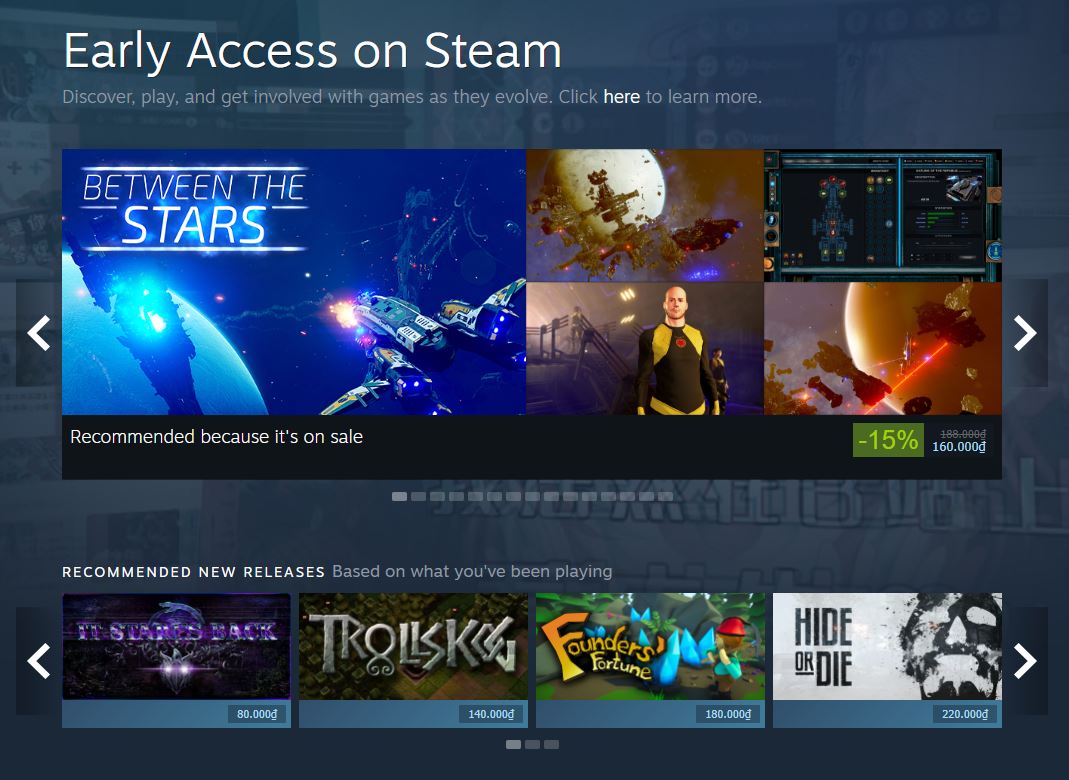 Early Access on Steam
Discover, play, and get involved with games as they evolve. Click here to learn more.
BETWEEN THE
STARS
Recommended because it's on sale
-15%
188.000₫
160.000₫
RECOMMENDED NEW RELEASES Based on what you've been playing
IT STARES BACK
TROLLSKOG
Founders'
Fortune
HIDE
OR DIE
80.000₫
140.000₫
180.000₫
220.000₫